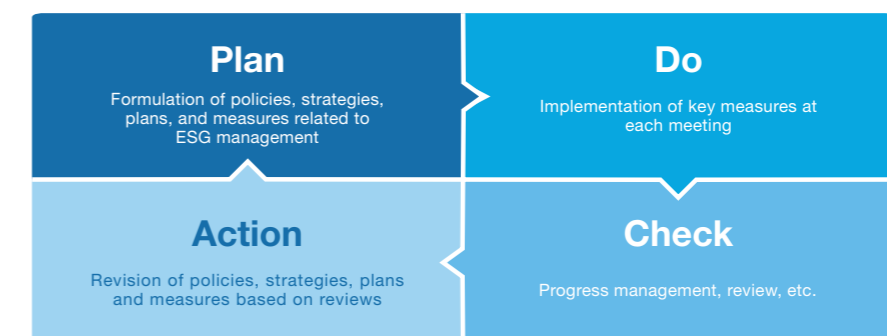 Plan
Formulation of policies, strategies,
plans, and measures related to
ESG management
Do
Implementation of key measures at
each meeting
Action
Revision of policies, strategies, plans
and measures based on reviews
Check
Progress management, review, etc.